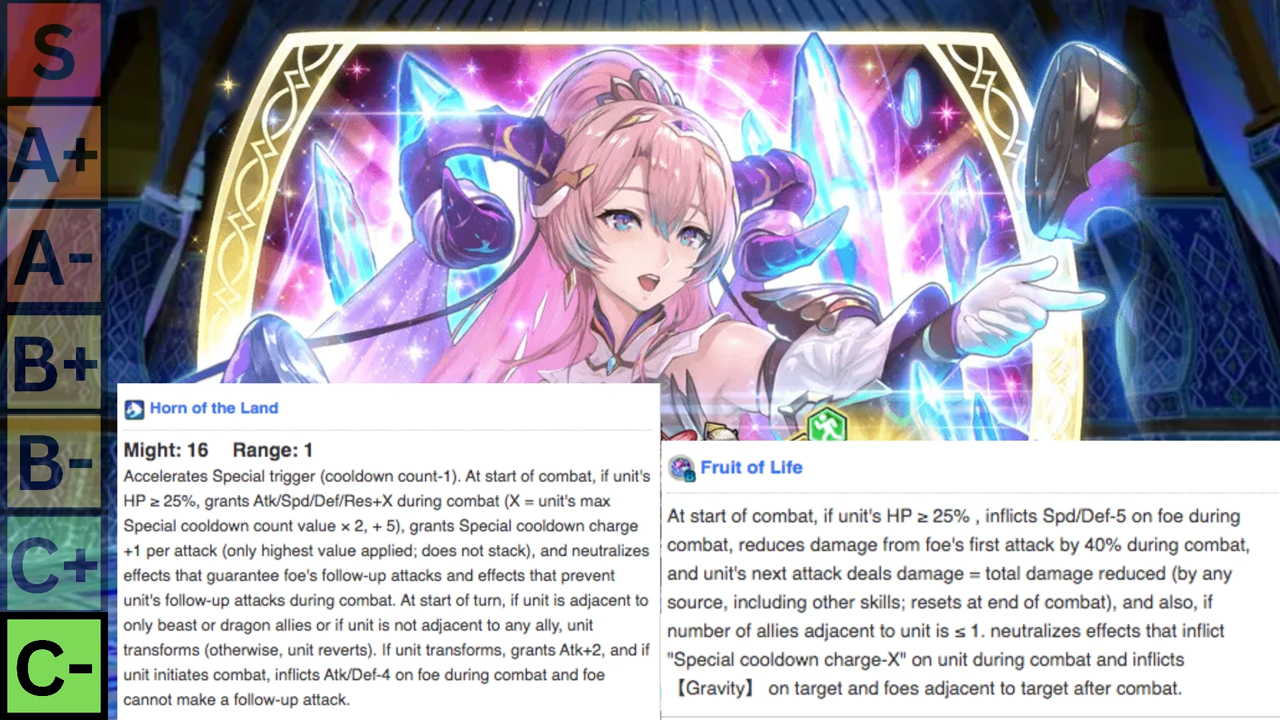 S
A+
A-
B+
B-
C+
C-
Horn of the Land
Might: 16 Range: 1
Accelerates Special trigger (cooldown count-1). At start of combat, if unit's
HP ≥ 25%, grants Atk/Spd/Def/Res+X during combat (X = unit's max
Special cooldown count value × 2, + 5), grants Special cooldown charge
+1 per attack (only highest value applied; does not stack), and neutralizes
effects that guarantee foe's follow-up attacks and effects that prevent
unit's follow-up attacks during combat. At start of turn, if unit is adjacent to
only beast or dragon allies or if unit is not adjacent to any ally, unit
transforms (otherwise, unit reverts). If unit transforms, grants Atk+2, and if
unit initiates combat, inflicts Atk/Def-4 on foe during combat and foe
cannot make a follow-up attack.
B
Fruit of Life
At start of combat, if unit's HP ≥ 25% , inflicts Spd/Def-5 on foe during
combat, reduces damage from foe's first attack by 40% during combat,
and unit's next attack deals damage = total damage reduced (by any
source, including other skills; resets at end of combat), and also, if
number of allies adjacent to unit is ≤ 1. neutralizes effects that inflict
"Special cooldown charge-X" on unit during combat and inflicts
【Gravity】 on target and foes adjacent to target after combat.